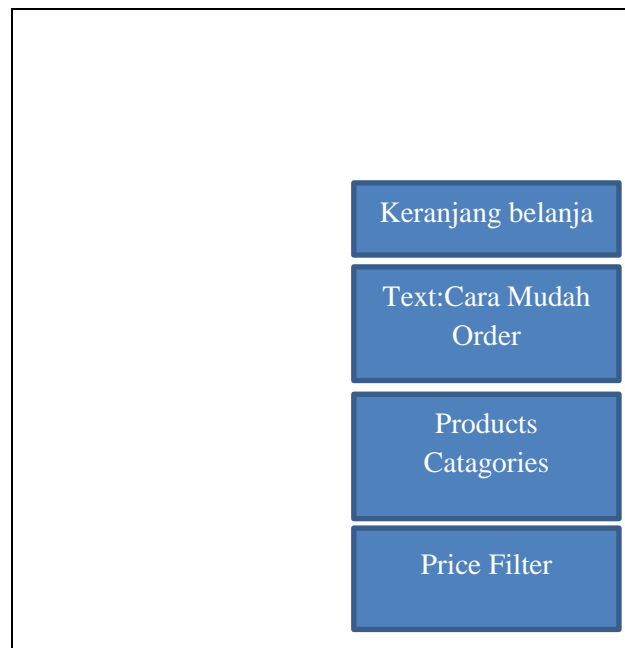 Keranjang belanja
Text:Cara Mudah
Order
Products
Catagories
Price Filter